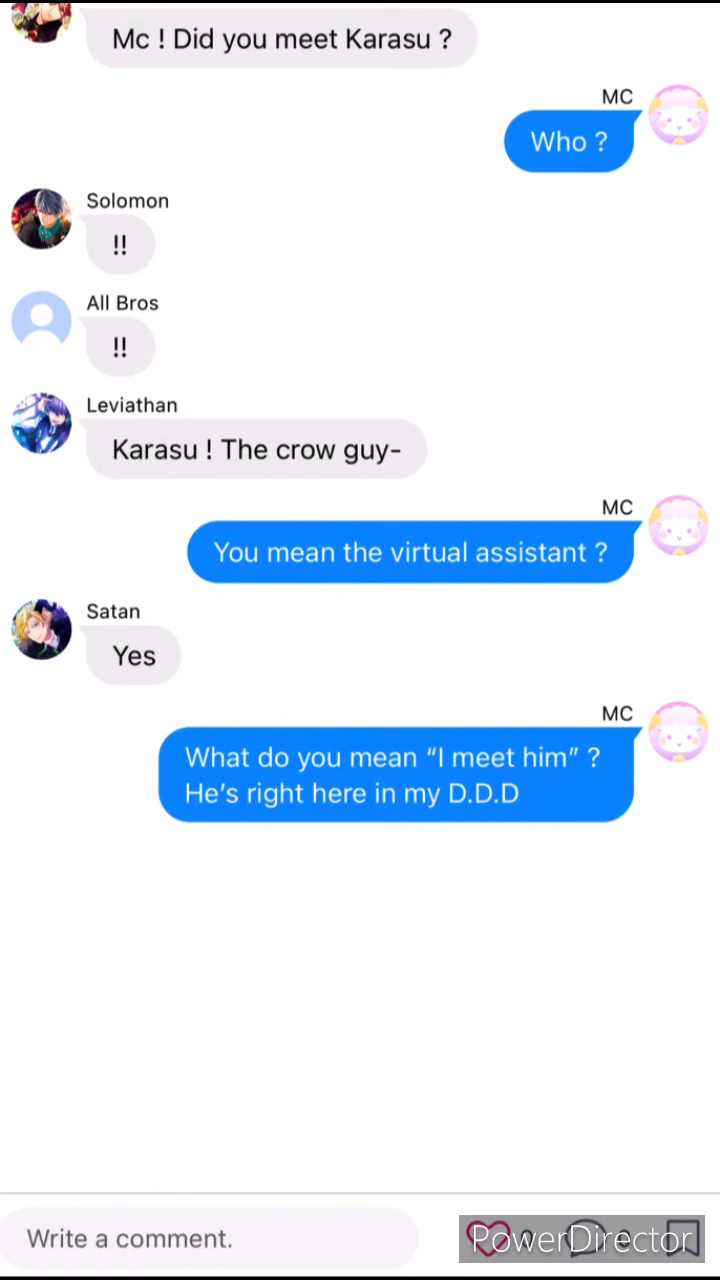 Mc ! Did you meet Karasu ?
MC
Who ?
Solomon
!!
All Bros
!!
Leviathan
Karasu ! The crow guy-
MC
You mean the virtual assistant ?
Satan
Yes
MC
What do you mean “I meet him” ?
He’s right here in my D.D.D
Write a comment.
PowerDirector